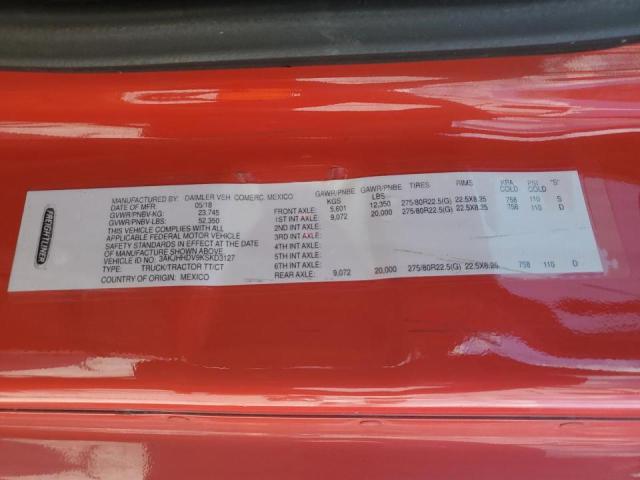 FREIGHTLINER
MANUFACTURED BY: DAIMLER VEH COMERC MEXICO
DATE OF MFR: 05/18
GVWR/PNBV-KG: 23,745
GVWR/PNBV-LBS: 52,350
THIS VEHICLE COMPLIES WITH ALL
APPLICABLE FEDERAL MOTOR VEHICLE
SAFETY STANDARDS IN EFFECT ON THE DATE
OF MANUFACTURE SHOWN ABOVE
VEHICLE ID NO: 3AKJHHDV9KSKD3127
TYPE: TRUCK/TRACTOR TT/CT
COUNTRY OF ORIGIN: MEXICO
GAWR/PNBE KGS GAWR/PNBE LBS TIRES RIMS KPA COLD PSI COLD "S"
FRONT AXLE: 5,601 12,350 275/80R22.5(G) 22.5X8.25 758 110 S
1ST INT AXLE: 9,072 20,000 275/80R22.5(G) 22.5X8.25 758 110 D
2ND INT AXLE:
3RD INT AXLE:
4TH INT AXLE:
5TH INT AXLE:
6TH INT AXLE:
REAR AXLE: 9,072 20,000 275/80R22.5(G) 22.5X8.25 758 110 D